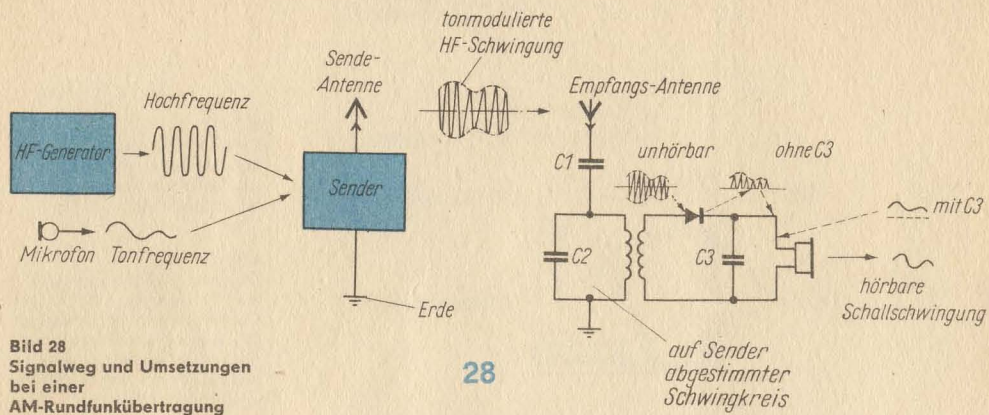 tonmodulierte
HF-Schwingung
Sende-
Antenne
Empfangs-Antenne
Hochfrequenz
HF-Generator
C1
unhörbar
ohne C3
Sender
mit C3
Mikrofon
Tonfrequenz
C2
C3
hörbare
Schallschwingung
Erde
auf Sender
abgestimmter
Schwingkreis
Bild 28
Signalweg und Umsetzungen
bei einer
AM-Rundfunkübertragung
28